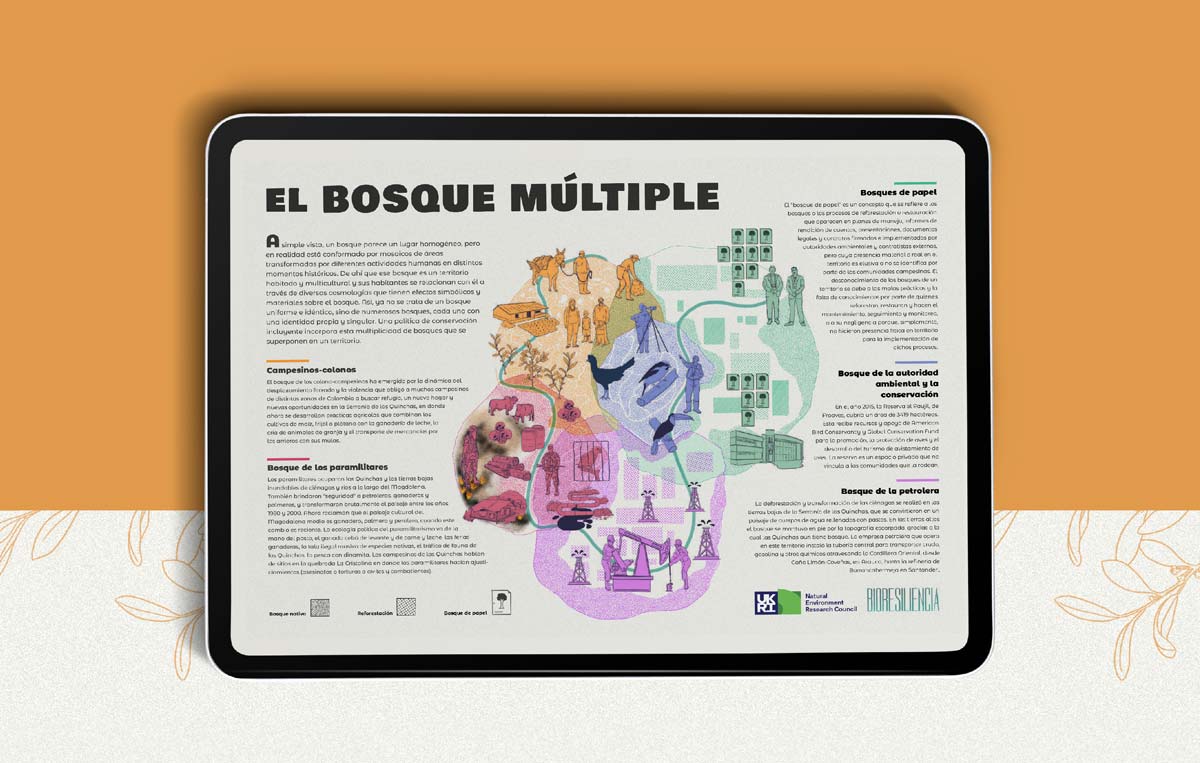 EL BOSQUE MÚLTIPLE
A simple vista, un bosque parece un lugar homogéneo, pero
en realidad está conformado por mosaicos de áreas
transformadas por diferentes actividades humanas en distintos
momentos históricos. De ahí que ese bosque es un territorio
habitado y multicultural y sus habitantes se relacionan con él a
través de diversas cosmologías que tienen efectos simbólicos y
materiales sobre el bosque. Así, ya no se trata de un bosque
uniforme e idéntico, sino de numerosos bosques, cada uno con
una identidad propia y singular. Una política de conservación
incluyente incorpora esta multiplicidad de bosques que se
superponen en un territorio.
Campesinos-colonos
El bosque de los colonos-campesinos ha emergido por la dinámica del
desplazamiento forzado y la violencia que obligó a muchos campesinos
de distintas zonas de Colombia a buscar refugio, un nuevo hogar y
nuevas oportunidades en la Serranía de los Quinchas, en donde
ahora se desarrollan prácticas agrícolas que combinan los
cultivos de maíz, frijol o plátano con la ganadería de leche, la
cría de animales de granja y el transporte de mercancías por
los arrieros con sus mulas.
Bosque de los paramilitares
Los paramilitares ocuparon las Quinchas y las tierras bajas
inundables de ciénagas y ríos a lo largo del Magdalena.
También brindaron "seguridad" a petroleros, ganaderos y
palmeros, y transformaron brutalmente el paisaje entre los años
1980 y 2000. Ahora reclaman que el paisaje cultural del
Magdalena medio es ganadero, palmero y petrolero, cuando este
cambio es reciente. La ecología política del paramilitarismo de la
mano del pasto, el ganado cebú de levante y de carne y leche, las ferias
ganaderas, la tala ilegal masiva de especies nativas, el tráfico de fauna de
los Quinchas, la pesca con dinamita. Los campesinos de las Quinchas hablan
de sitios en la quebrada La Cristalina en donde los paramilitares hacían ajusti-
ciamientos (asesinatos o torturas a civiles y combatientes).
Bosque nativo
Reforestación
Bosque de papel
Bosques de papel
El "bosque de papel" es un concepto que se refiere a los
bosques o los procesos de reforestación o restauración
que aparecen en planes de manejo, informes de
rendición de cuentas, presentaciones, documentos
legales y contratos firmados e implementados por
autoridades ambientales y contratistas externos,
pero cuya presencia material o real en el
territorio es elusiva o no se identifica por
parte de las comunidades campesinas. El
desconocimiento de los bosques de un
territorio se debe a las malas prácticas y la
falta de conocimientos por parte de quienes
reforestan, restauran y hacen el
mantenimiento, seguimiento y monitoreo,
o a su negligencia porque, simplemente,
no hicieron presencia física en territorio
para la implementación de
dichos procesos.
Bosque de la autoridad
ambiental y la
conservación
En el año 2015, la Reserva el Paujil, de
Proaves, cubría un área de 3419 hectáreas.
Esta recibe recursos y apoyo de American
Bird Conservancy y Global Conservation Fund
para la promoción, la protección de aves y el
desarrollo del turismo de avistamiento de
aves. La reserva es un espacio privado que no
vincula a las comunidades que la rodean.
Bosque de la petrolera
La deforestación y transformación de las ciénagas se realizó en las
tierras bajas de la Serranía de las Quinchas, que se convirtieron en un
paisaje de cuerpos de agua rellenados con pastos. En las tierras altas
el bosque se mantuvo en pie por la topografía escarpada, gracias a lo
cual las Quinchas aun tiene bosque. La empresa petrolera que opera
en este territorio instaló la tubería central para transportar crudo,
gasolina y otros químicos atravesando la Cordillera Oriental, desde
Caño Limón-Coveñas, en Arauca, hasta la refinería de
Barrancabermeja en Santander.
UKRI
Natural
Environment
Research Council
BIORESILIENCIA